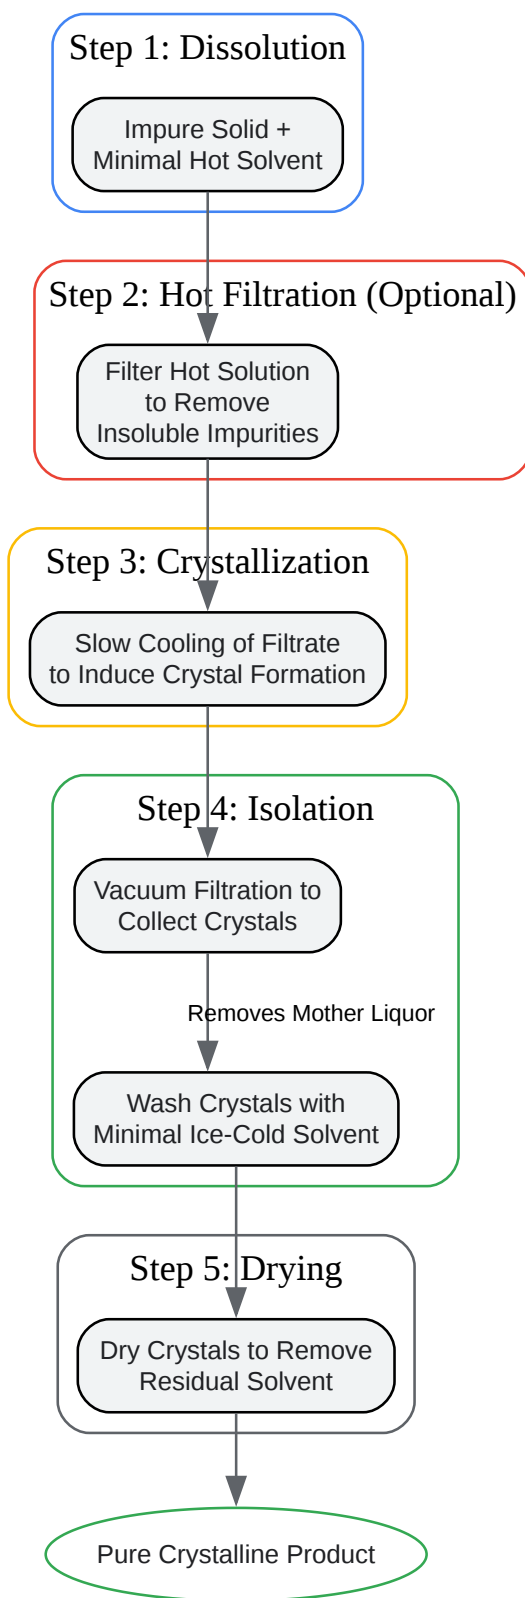 Step 1: Dissolution
Impure Solid +
Minimal Hot Solvent
Step 2: Hot Filtration (Optional)
Filter Hot Solution
to Remove
Insoluble Impurities
Step 3: Crystallization
Slow Cooling of Filtrate
to Induce Crystal Formation
Step 4: Isolation
Vacuum Filtration to
Collect Crystals
Removes Mother Liquor
Wash Crystals with
Minimal Ice-Cold Solvent
Step 5: Drying
Dry Crystals to Remove
Residual Solvent
Pure Crystalline Product